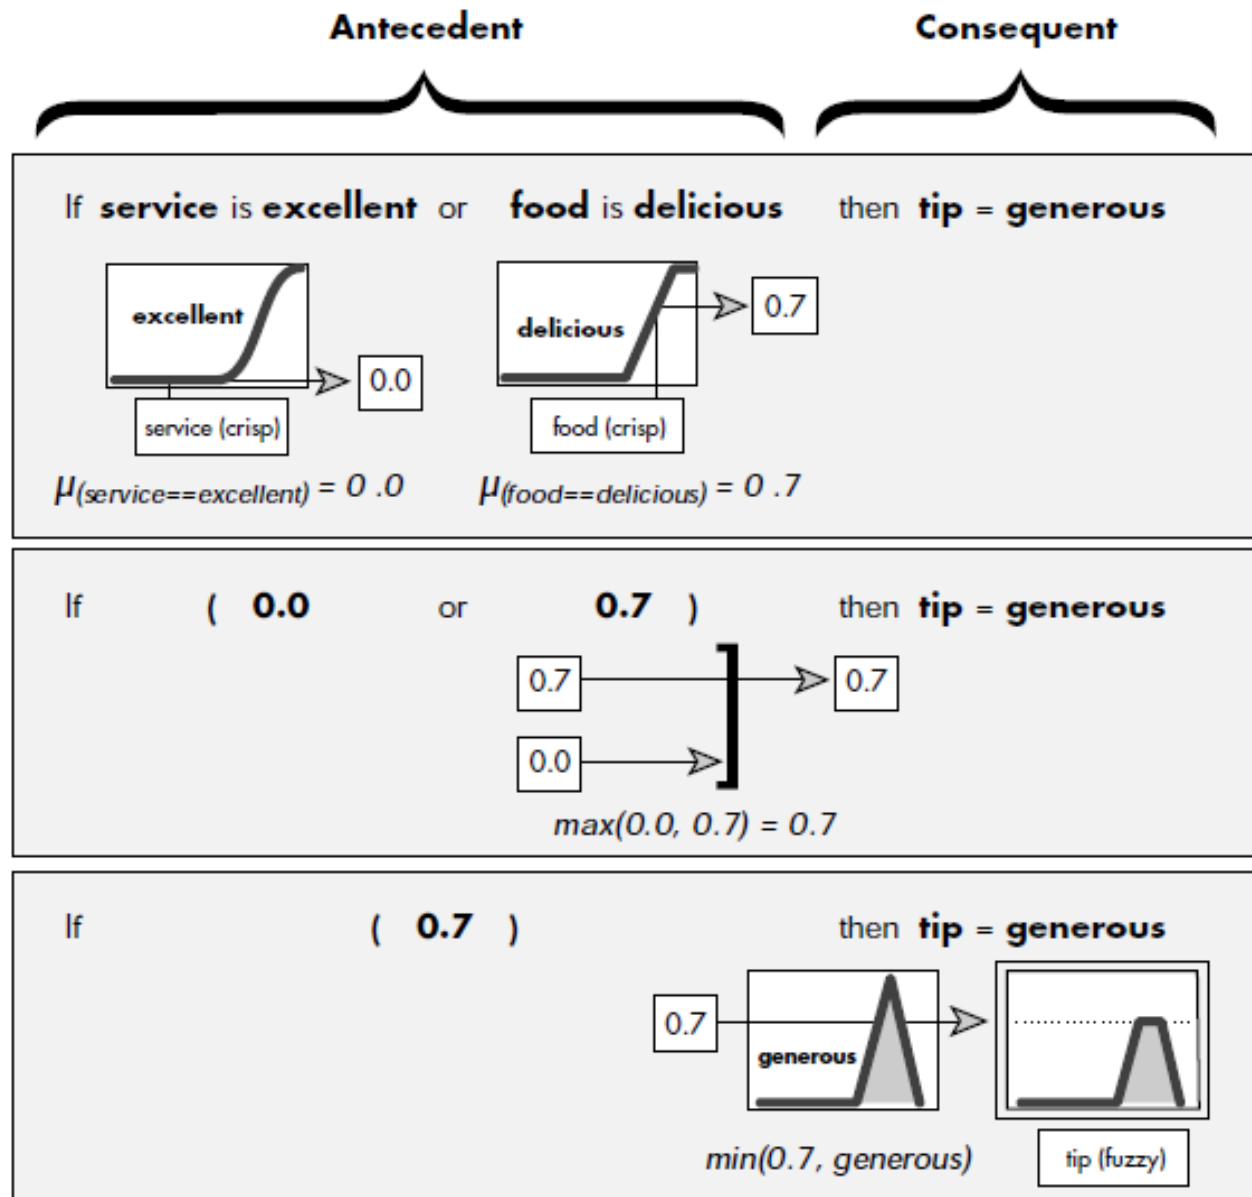 Antecedent Consequent
If service is excellent or food is delicious then tip = generous
excellent
delicious
0.7
0.0
service (crisp)
food (crisp)
μ(service==excellent) = 0 .0 μ(food==delicious) = 0 .7
If ( 0.0 or 0.7 ) then tip = generous
0.7 0.7
0.0
max(0.0, 0.7) = 0.7
If ( 0.7 ) then tip = generous
0.7
generous
min(0.7, generous)
tip (fuzzy)